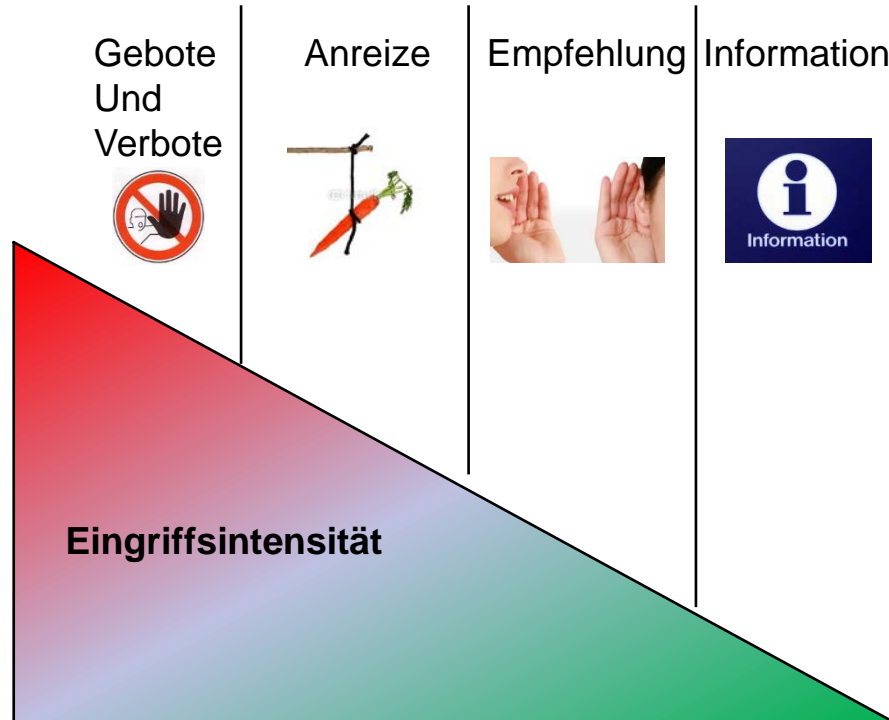 Gebote
Und
Verbote
Anreize
Empfehlung
Information
Information
Eingriffsintensität